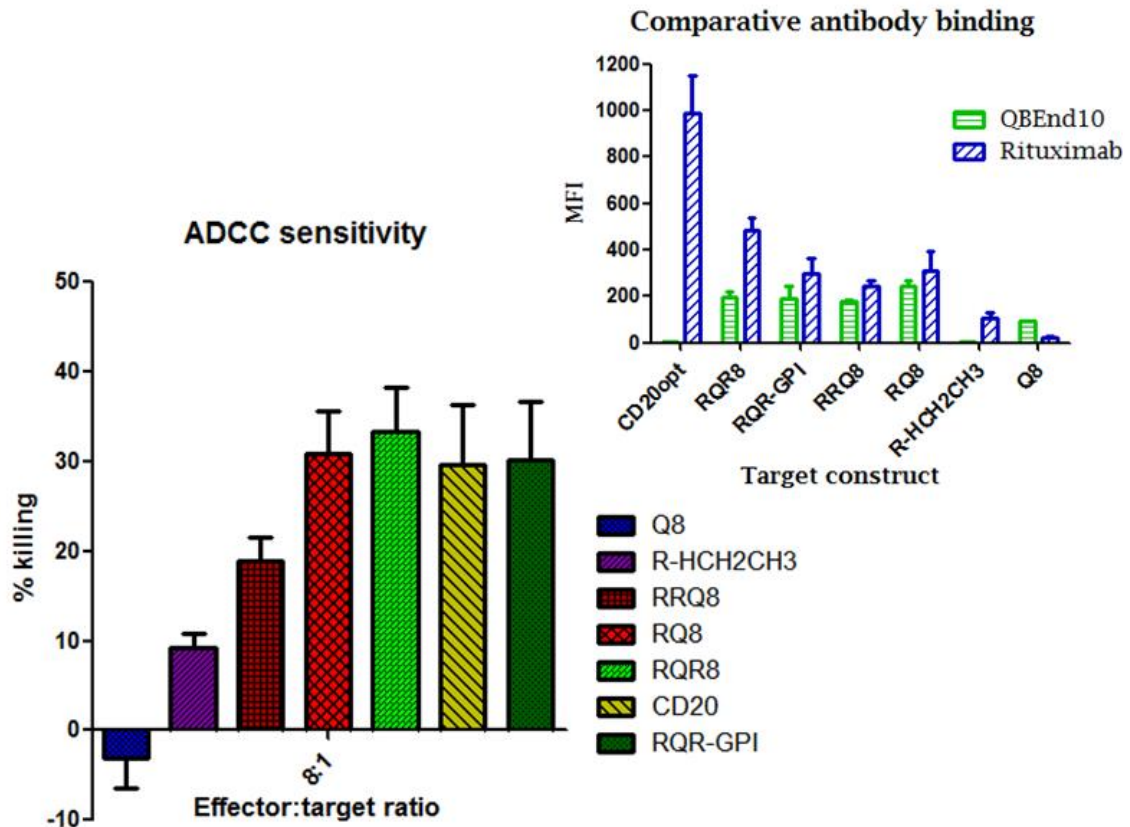 Comparative antibody binding
1200
1000
800
600
400
200
0
MFI
QBEnd10
Rituximab
CD20opt
RQR8
RQR-GPI
RRQ8
RQ8
R-HCH2CH3
Q8
Target construct
ADCC sensitivity
50
40
30
20
10
0
-10
% killing
8:1
Effector:target ratio
Q8
R-HCH2CH3
RRQ8
RQ8
RQR8
CD20
RQR-GPI